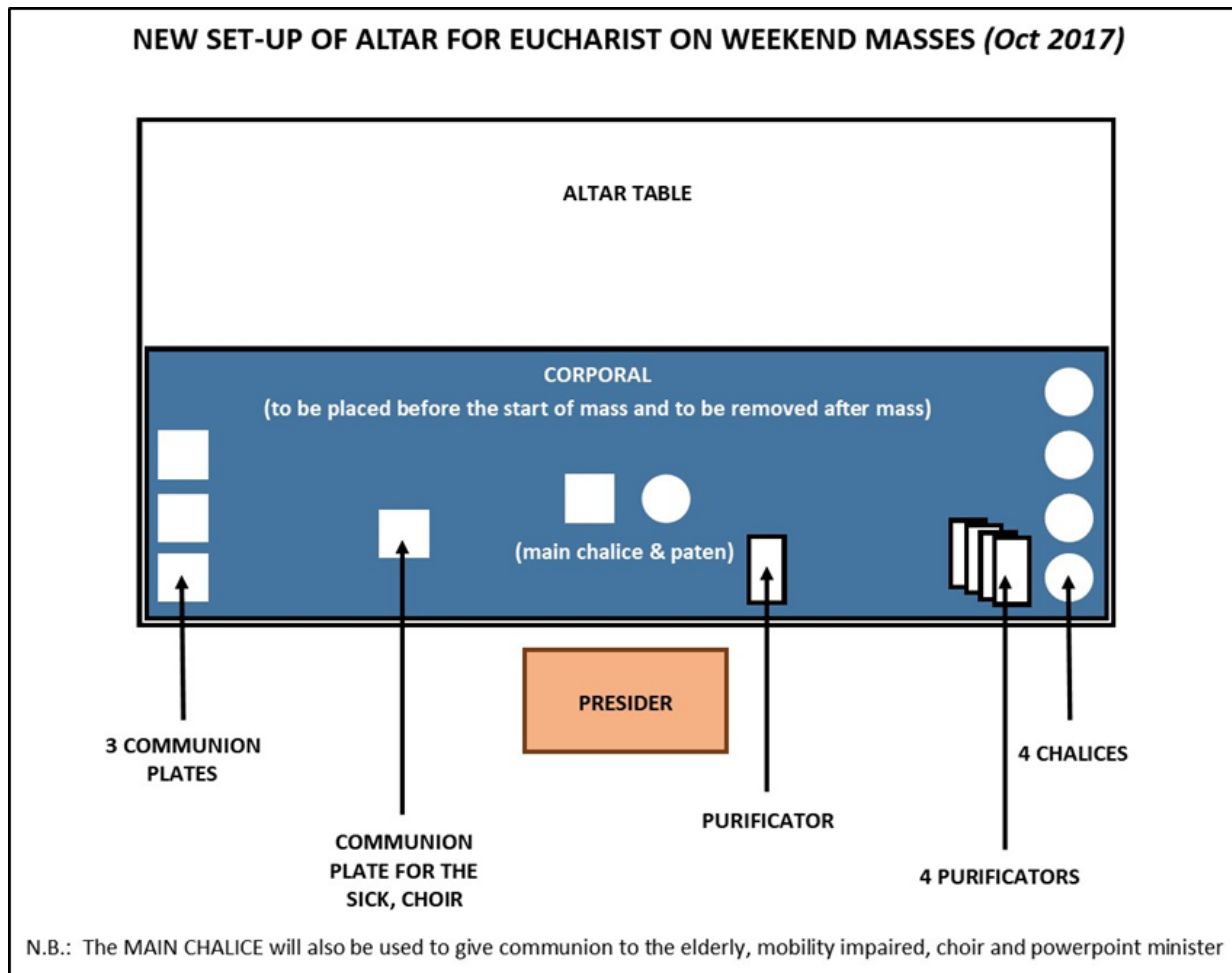 NEW SET-UP OF ALTAR FOR EUCHARIST ON WEEKEND MASSES (Oct 2017)
ALTAR TABLE
CORPORAL
(to be placed before the start of mass and to be removed after mass)
(main chalice & paten)
PRESIDER
3 COMMUNION
PLATES
4 CHALICES
PURIFICATOR
COMMUNION
PLATE FOR THE
SICK, CHOIR
4 PURIFICATORS
N.B.: The MAIN CHALICE will also be used to give communion to the elderly, mobility impaired, choir and powerpoint minister